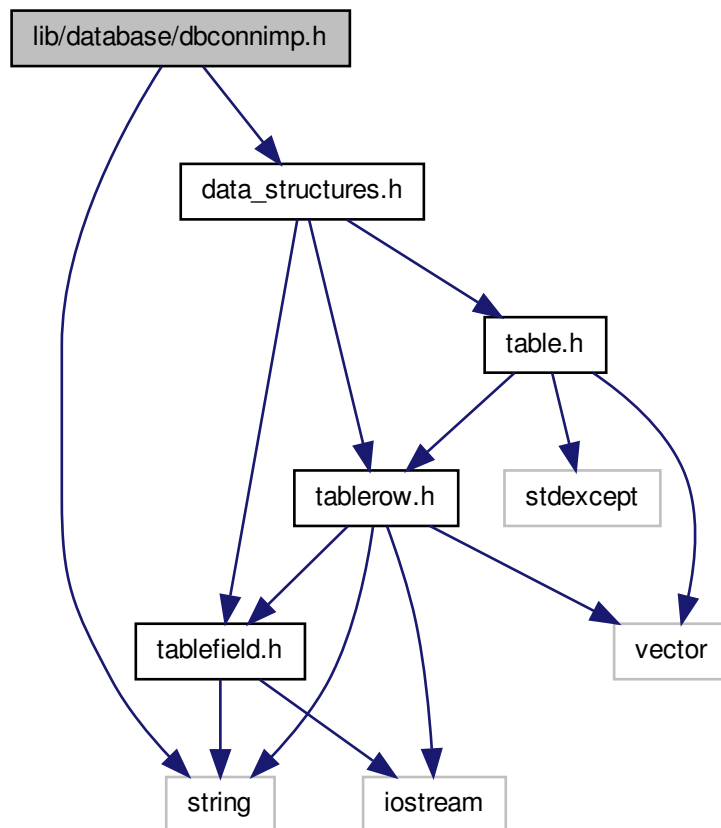 lib/database/dbconnimp.h
data_structures.h
table.h
tablerow.h
stdexcept
tablefield.h
vector
string
iostream